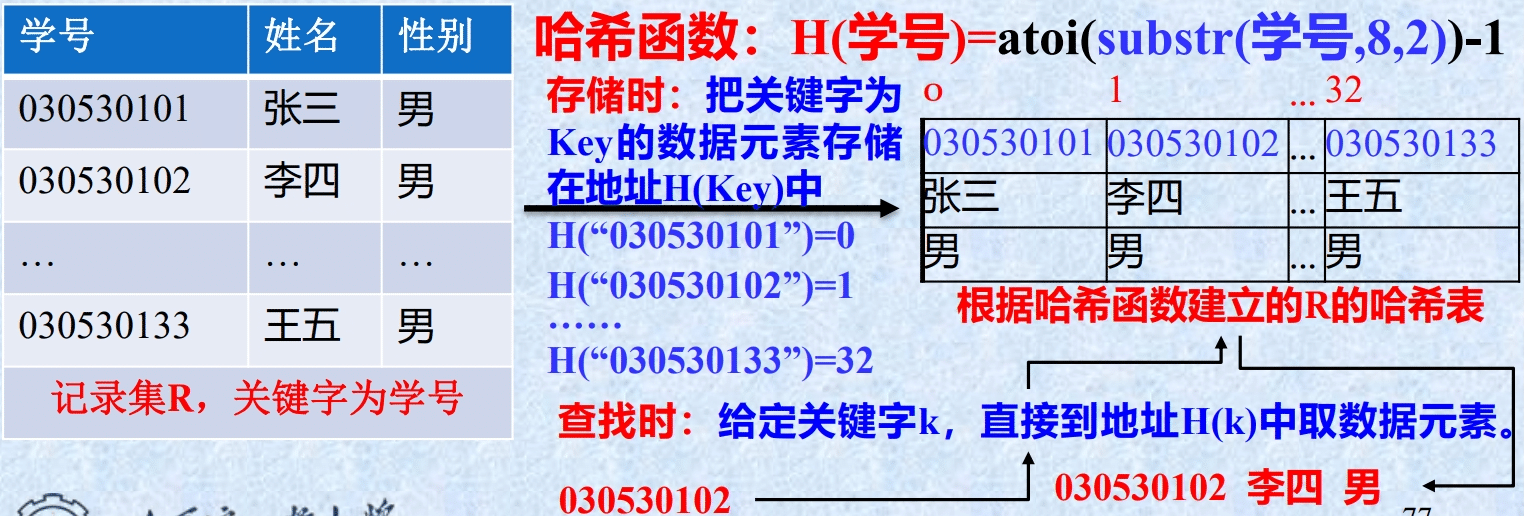 学号 姓名 性别
030530101 张三 男
030530102 李四 男
… … …
030530133 王五 男
记录集R，关键字为学号
哈希函数：H(学号)=atoi(substr(学号,8,2))-1
存储时：把关键字为
Key的数据元素存储
在地址H(Key)中
H(“030530101”)=0
H(“030530102”)=1
……
H(“030530133”)=32
0 1 ... 32
030530101 030530102 ... 030530133
张三 李四 ... 王五
男 男 ... 男
根据哈希函数建立的R的哈希表
查找时：给定关键字k，直接到地址H(k)中取数据元素。
030530102
030530102 李四 男
77